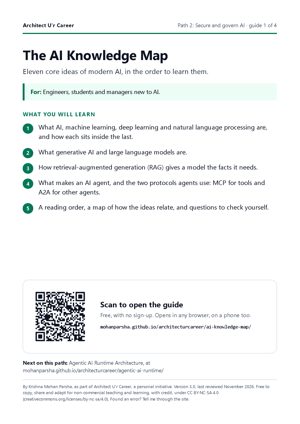 Architect U'r Career
Path 2: Secure and govern AI · guide 1 of 4
The AI Knowledge Map
Eleven core ideas of modern AI, in the order to learn them.
For: Engineers, students and managers new to AI.
WHAT YOU WILL LEARN
1 What AI, machine learning, deep learning and natural language processing are,
and how each sits inside the last.
2 What generative AI and large language models are.
3 How retrieval-augmented generation (RAG) gives a model the facts it needs.
4 What makes an AI agent, and the two protocols agents use: MCP for tools and
A2A for other agents.
5 A reading order, a map of how the ideas relate, and questions to check yourself.
Scan to open the guide
Free, with no sign-up. Opens in any browser, on a phone too.
mohanparsha.github.io/architecturcareer/ai-knowledge-map/
Next on this path: Agentic AI Runtime Architecture, at
mohanparsha.github.io/architecturcareer/agentic-ai-runtime/
By Krishna Mohan Parsha, as part of Architect U'r Career, a personal initiative. Version 1.0, last reviewed November 2026. Free to
copy, share and adapt for non-commercial teaching and learning, with credit, under CC BY-NC-SA 4.0
(creativecommons.org/licenses/by-nc-sa/4.0). Found an error? Tell me through the site.